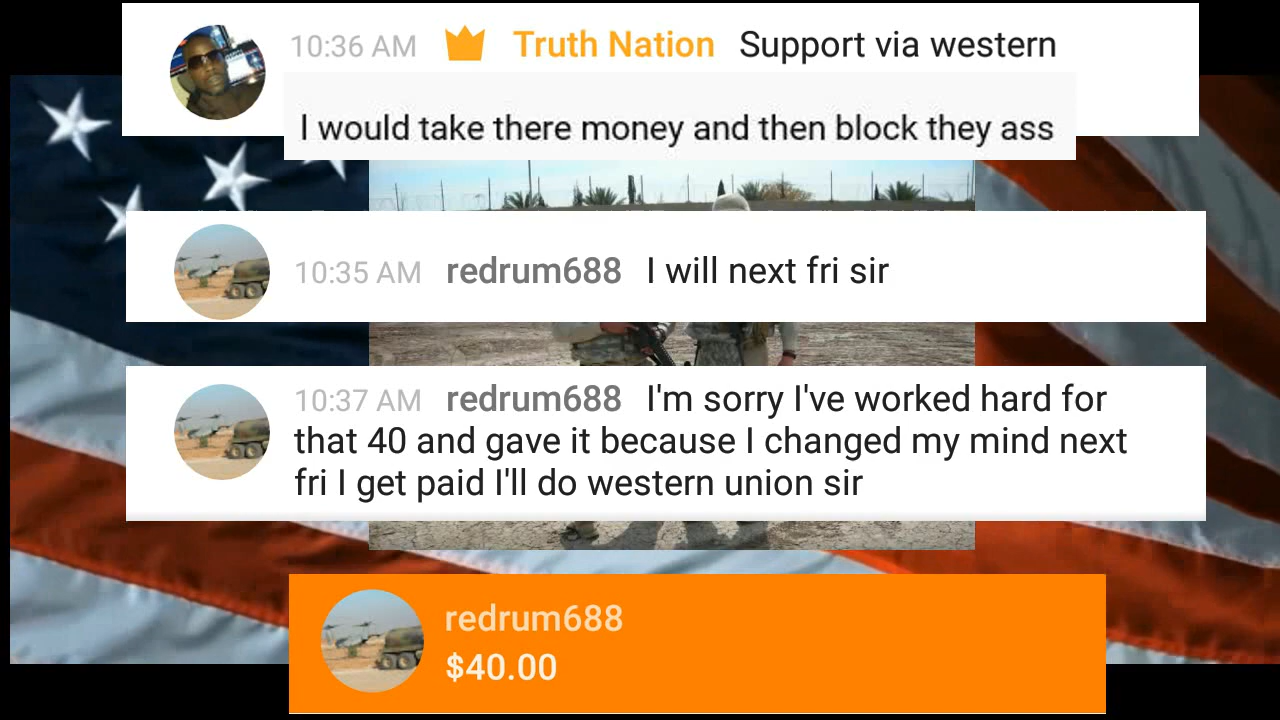 10:36 AM Truth Nation Support via western
I would take there money and then block they ass
10:35 AM redrum688 I will next fri sir
10:37 AM redrum688 I'm sorry I've worked hard for
that 40 and gave it because I changed my mind next
fri I get paid I'll do western union sir
redrum688
$40.00